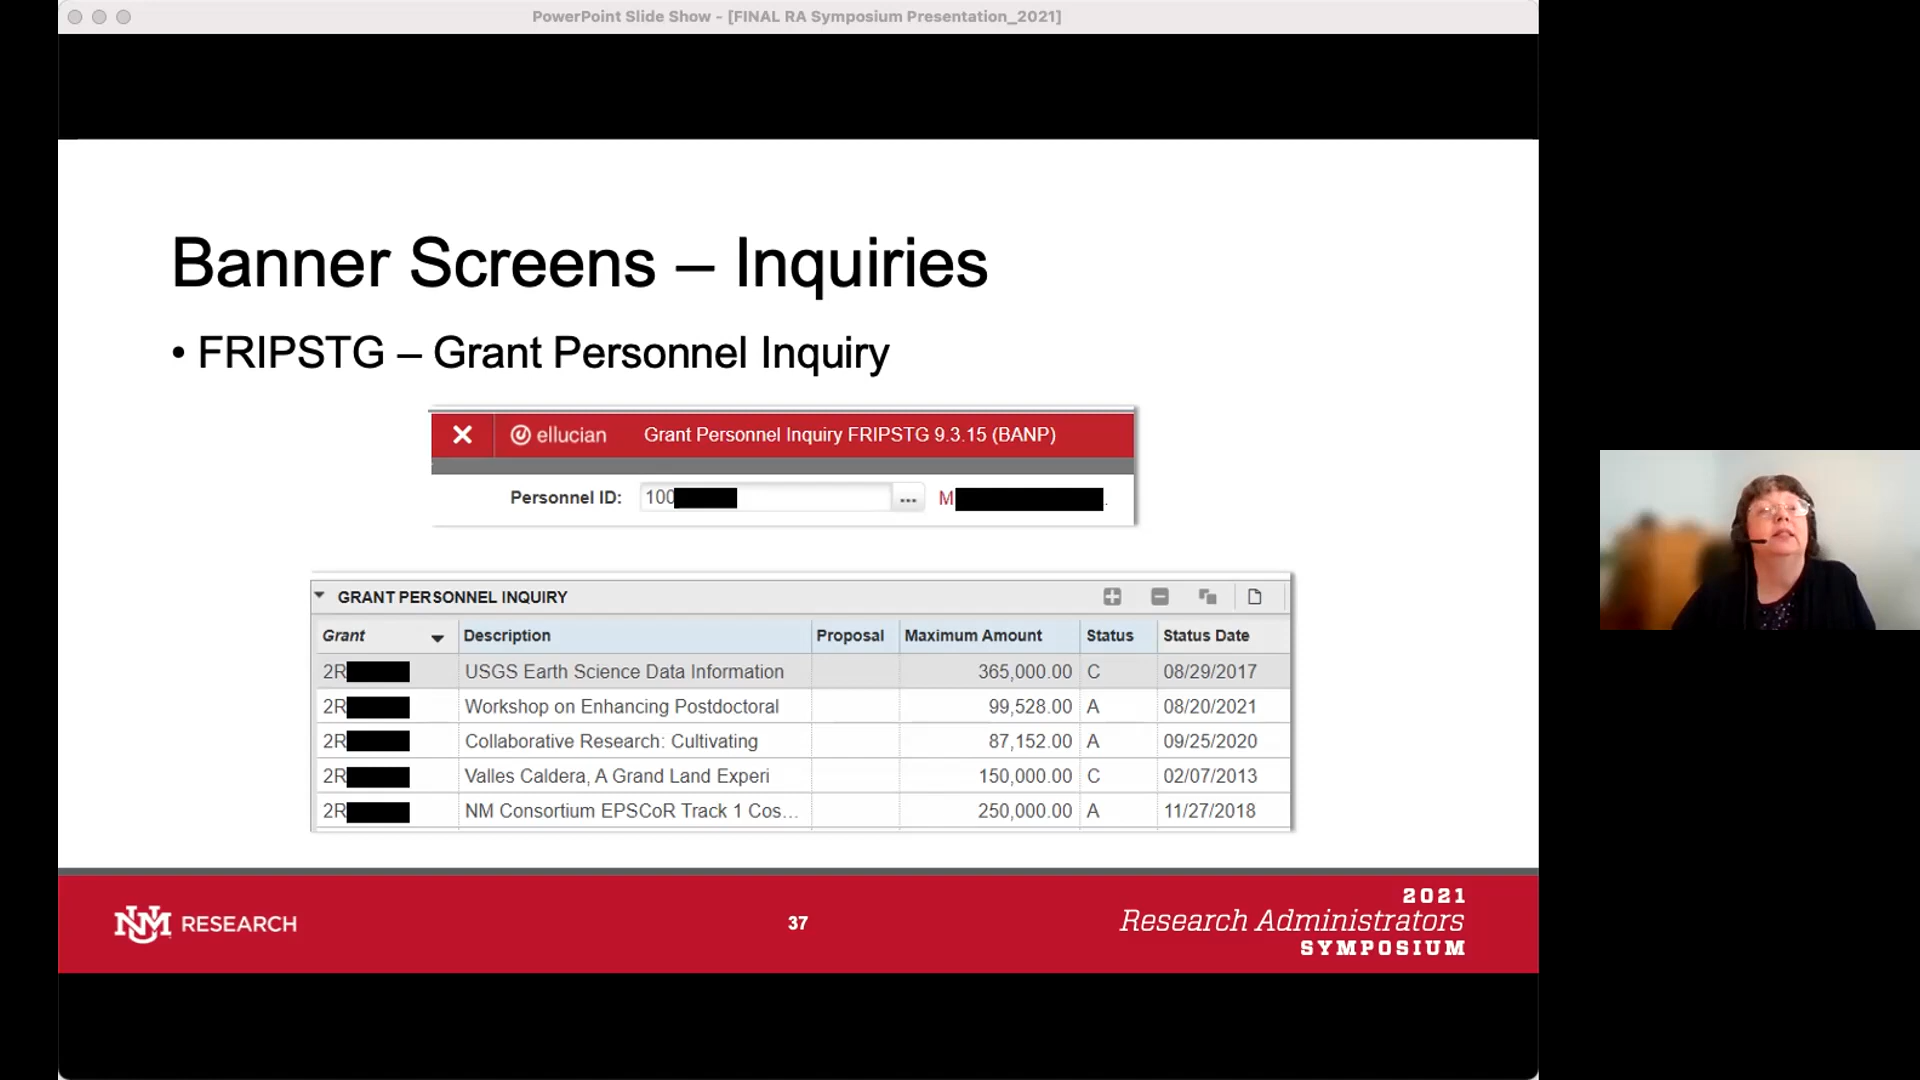 PowerPoint Slide Show - [FINAL RA Symposium Presentation_2021]
Banner Screens – Inquiries
• FRIPSTG – Grant Personnel Inquiry
ellucian Grant Personnel Inquiry FRIPSTG 9.3.15 (BANP)
Personnel ID: 100 ... M .
GRANT PERSONNEL INQUIRY
Grant Description Proposal Maximum Amount Status Status Date
2R USGS Earth Science Data Information 365,000.00 C 08/29/2017
2R Workshop on Enhancing Postdoctoral 99,528.00 A 08/20/2021
2R Collaborative Research: Cultivating 87,152.00 A 09/25/2020
2R Valles Caldera, A Grand Land Experi 150,000.00 C 02/07/2013
2R NM Consortium EPSCoR Track 1 Cos... 250,000.00 A 11/27/2018
UNM RESEARCH
37
2021
Research Administrators
SYMPOSIUM